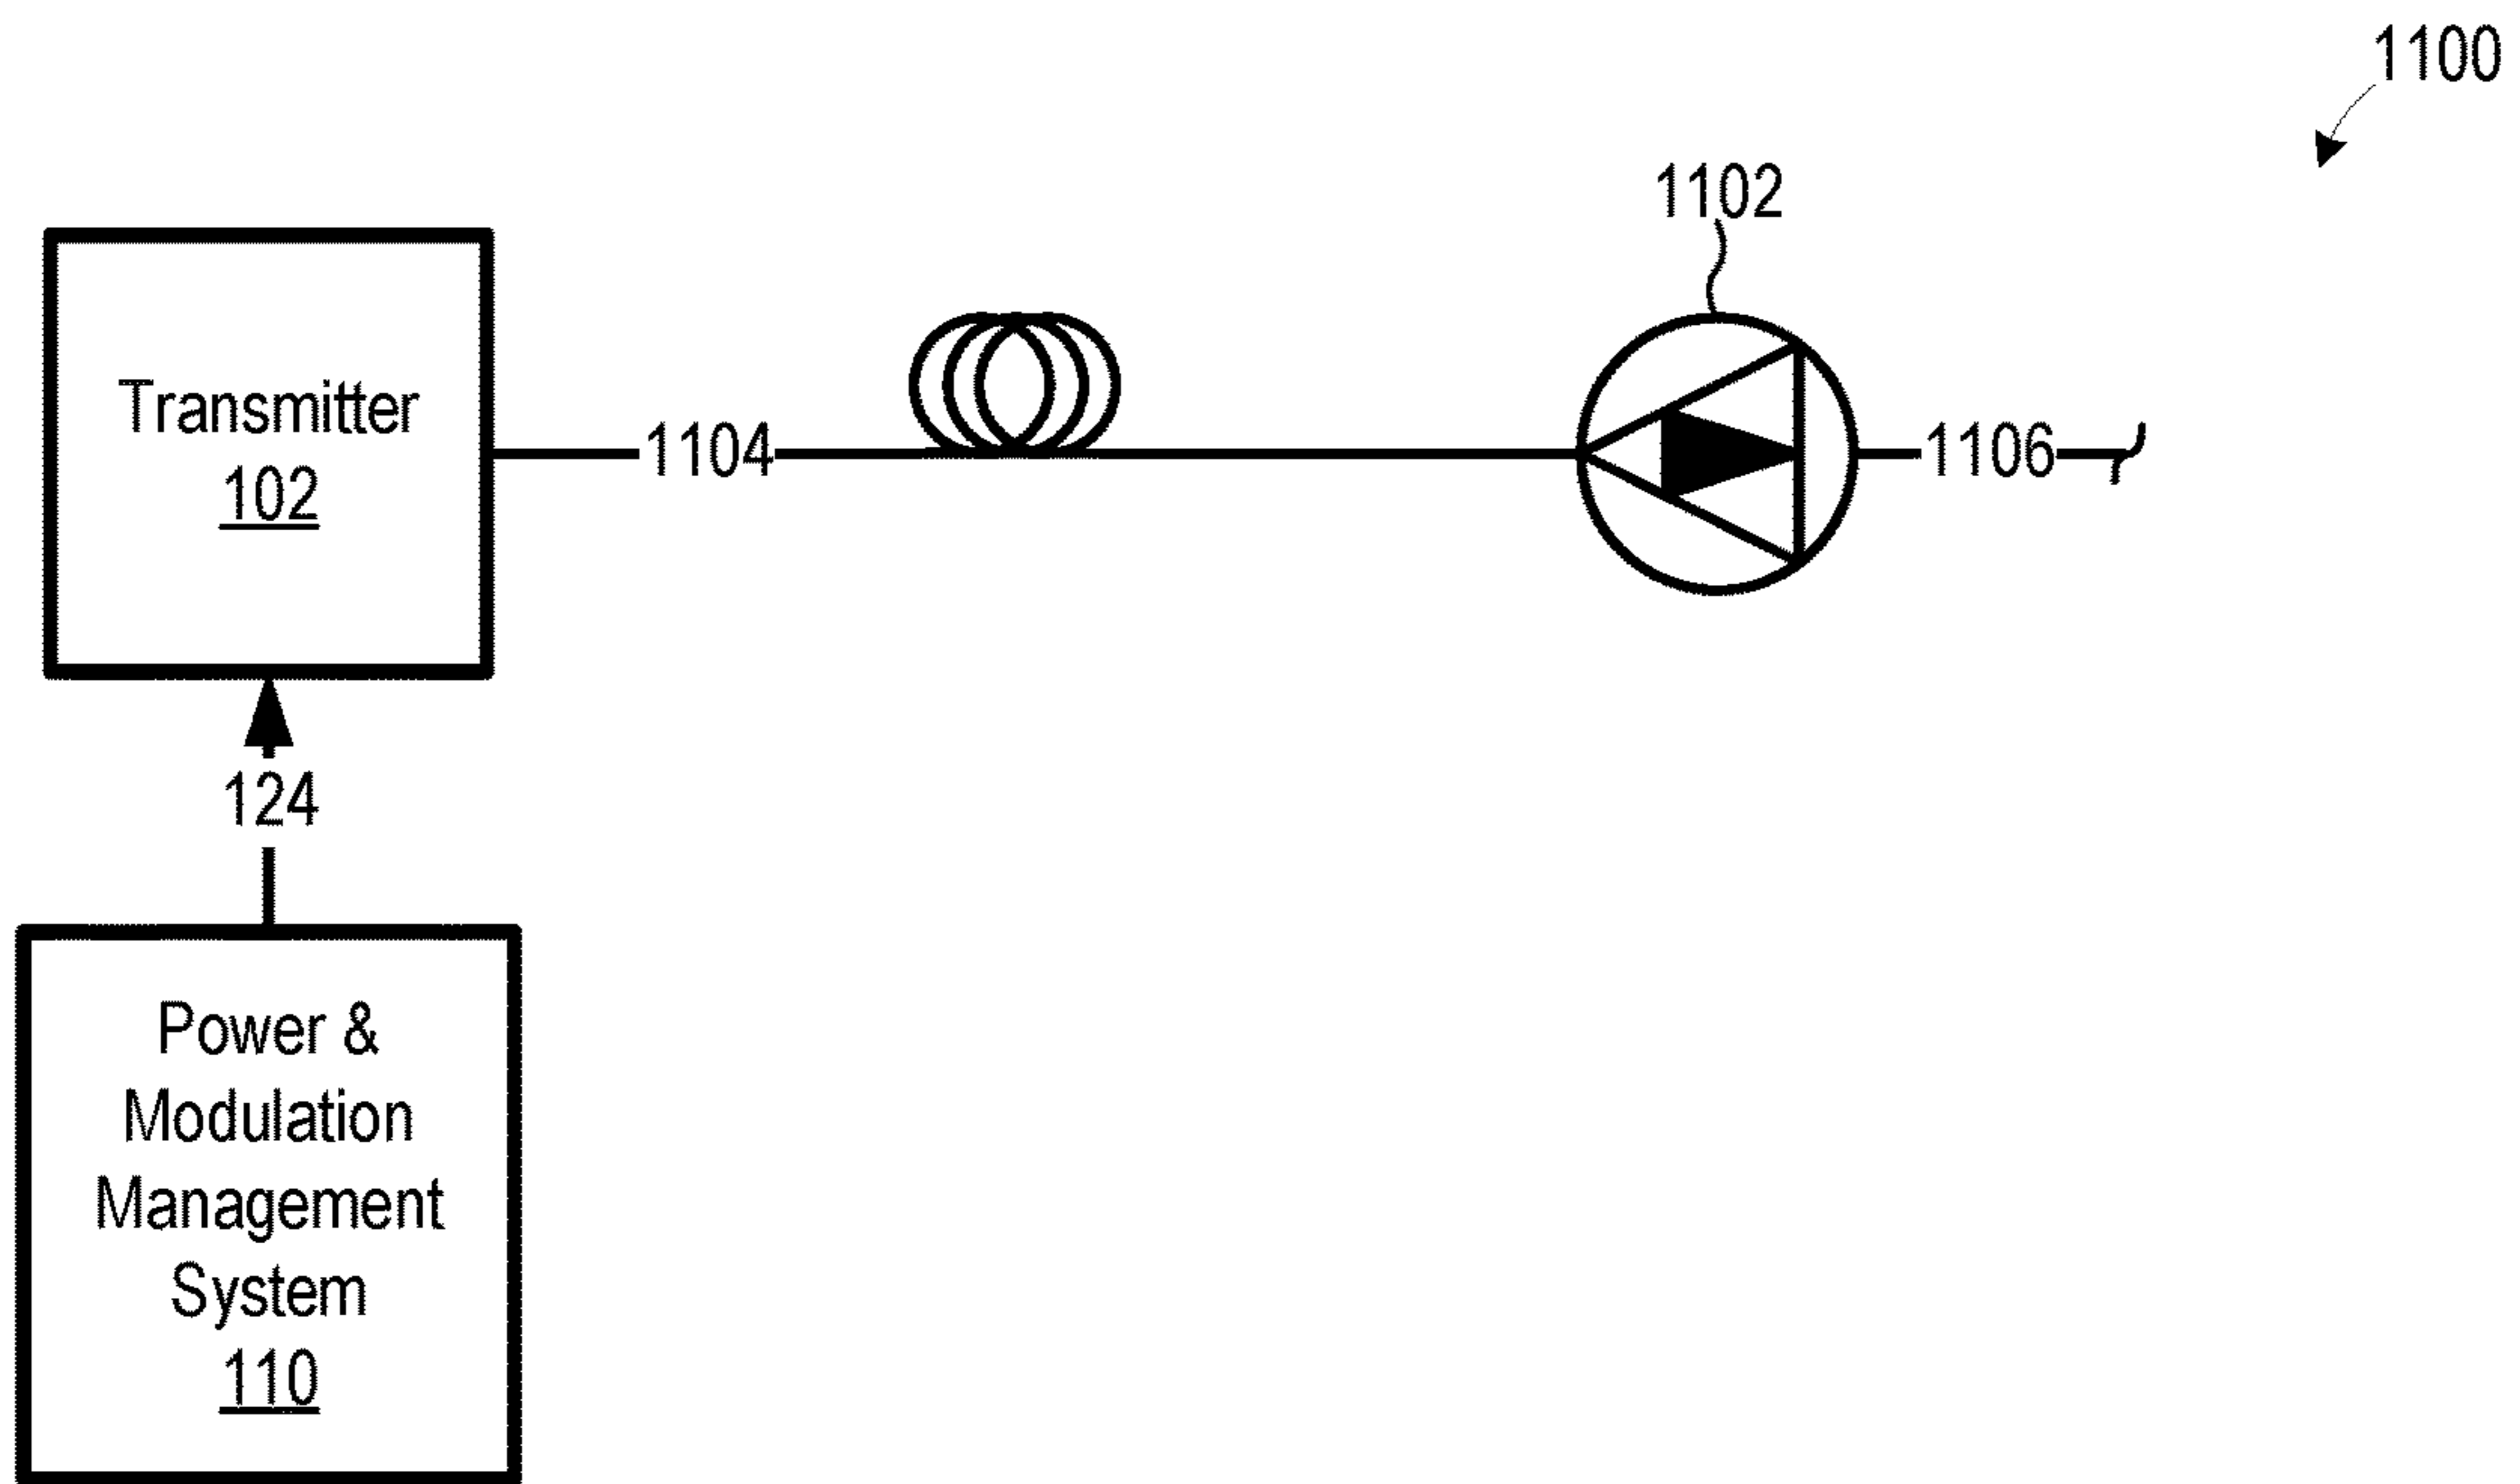 1100
1102
Transmitter
102
1104
1106
124
Power &
Modulation
Management
System
110